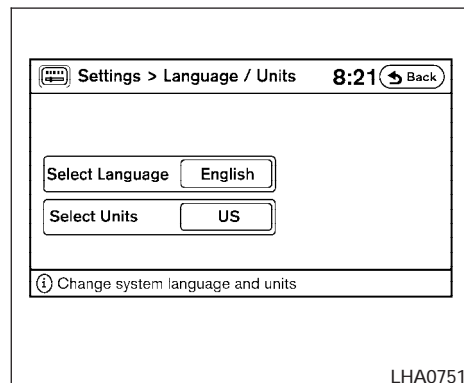 Settings > Language / Units 8:21 Back
Select Language English
Select Units US
i Change system language and units
LHA0751